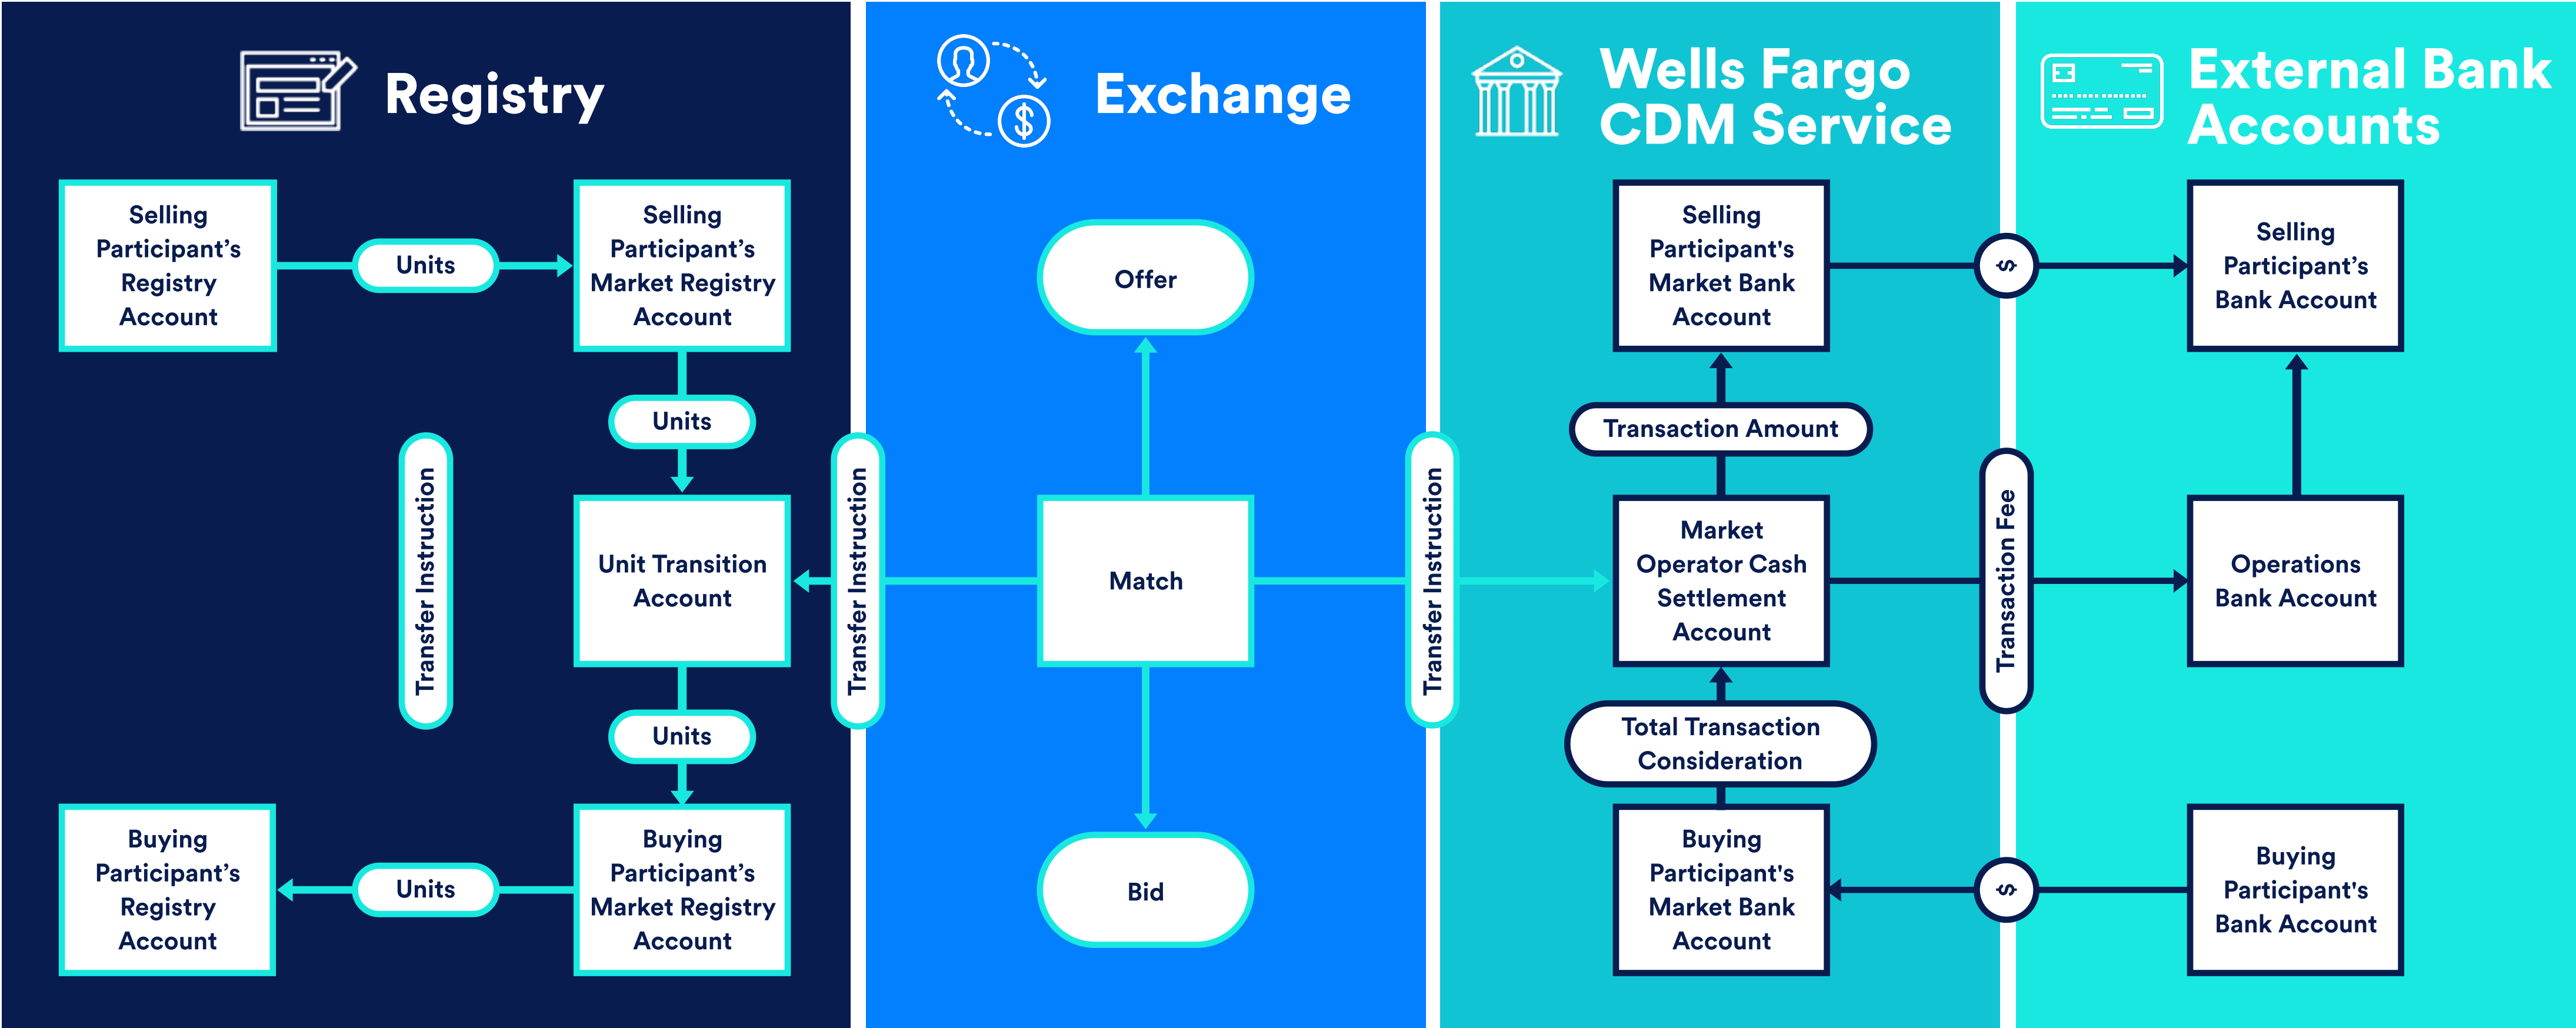 Registry
Selling
Participant’s
Registry
Account
Units
Selling
Participant’s
Market Registry
Account
Units
Transfer Instruction
Unit Transition
Account
Units
Buying
Participant’s
Registry
Account
Units
Buying
Participant’s
Market Registry
Account
Transfer Instruction
Exchange
$
Offer
Match
Bid
Transfer Instruction
Wells Fargo
CDM Service
Selling
Participant's
Market Bank
Account
Transaction Amount
Market
Operator Cash
Settlement
Account
Total Transaction
Consideration
Buying
Participant's
Market Bank
Account
$
Transaction Fee
$
External Bank
Accounts
Selling
Participant’s
Bank Account
Operations
Bank Account
Buying
Participant's
Bank Account